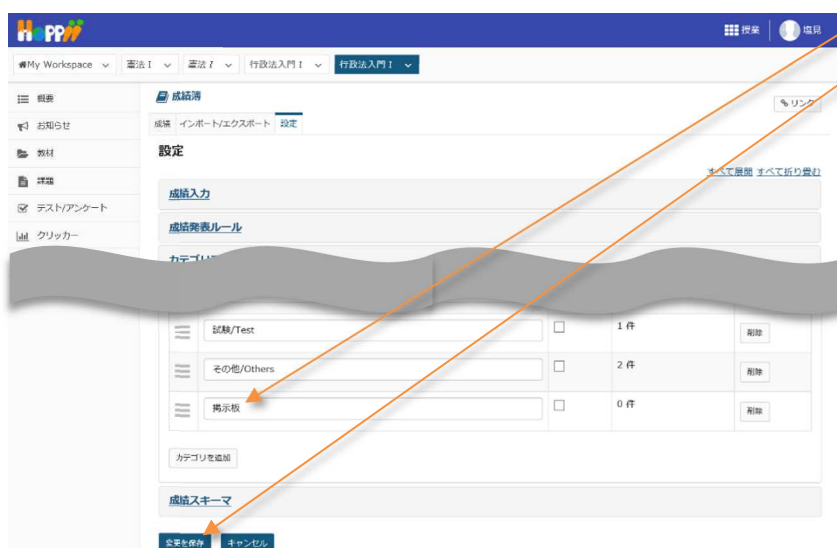 Hoppii 授業 塩見
My Workspace 憲法 I 憲法 I 行政法入門 I 行政法入門 I
概要
お知らせ
教材
課題
テスト/アンケート
クリッカー
成績簿
リンク
成績 インポート/エクスポート 設定
設定
すべて展開 すべて折り畳む
成績入力
成績発表ルール
試験/Test 1 件 削除
その他/Others 2 件 削除
掲示板 0 件 削除
カテゴリを追加
成績スキーマ
変更を保存 キャンセル